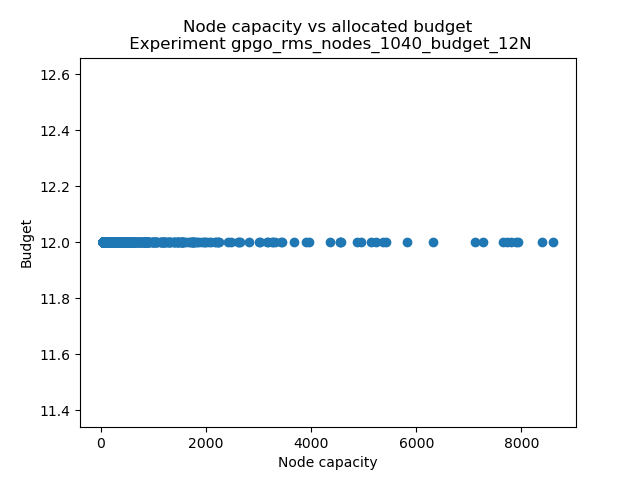 Node capacity vs allocated budget
Experiment gpgo_rms_nodes_1040_budget_12N
12.6
12.4
12.2
12.0
11.8
11.6
11.4
Budget
0 2000 4000 6000 8000
Node capacity